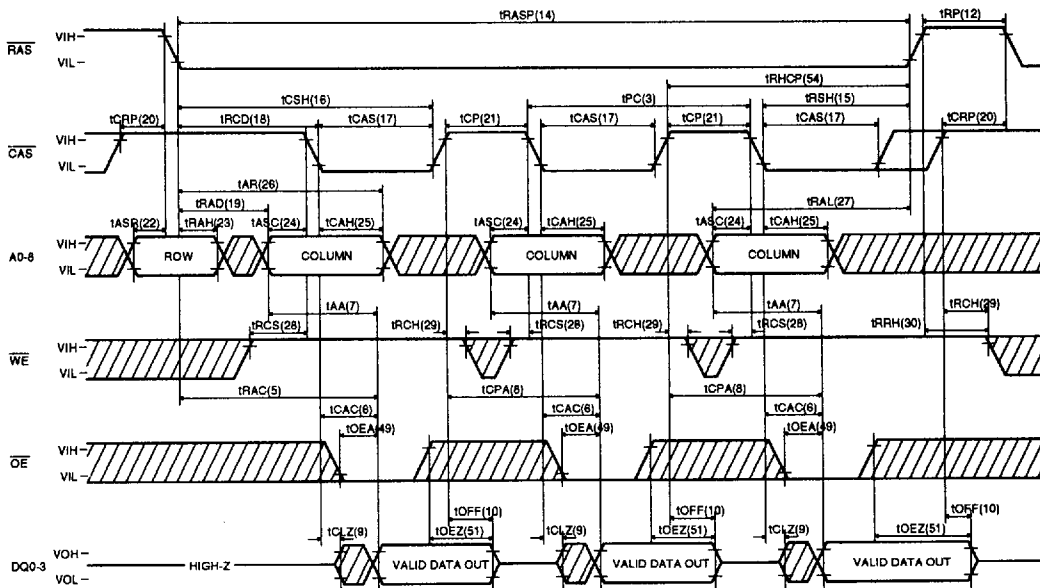 tRASP(14) tRP(12)
RAS VIH
VIL
tRHCP(54)
tCSH(16) tPC(3) tRSH(15)
tCRP(20) tRCD(18) tCAS(17) tCP(21) tCAS(17) tCP(21) tCAS(17) tCRP(20)
CAS VIH
VIL
tAR(26)
tRAD(19) tRAL(27)
tASR(22) tRAH(23) tASC(24) tCAH(25) tASC(24) tCAH(25) tASC(24) tCAH(25)
A0-8 VIH
VIL
ROW COLUMN COLUMN COLUMN
tAA(7) tAA(7) tAA(7)
tRCS(28) tRCH(29) tRCS(28) tRCH(29) tRCS(28) tRRH(30) tRCH(29)
WE VIH
VIL
tRAC(5) tCPA(8) tCPA(8)
tCAC(6) tCAC(6) tCAC(6)
tOEA(49) tOEA(49) tOEA(49)
OE VIH
VIL
tOFF(10) tOFF(10) tOFF(10)
tCLZ(9) tOEZ(51) tCLZ(9) tOEZ(51) tCLZ(9) tOEZ(51)
DQ0-3 VOH
VOL
HIGH-Z VALID DATA OUT VALID DATA OUT VALID DATA OUT